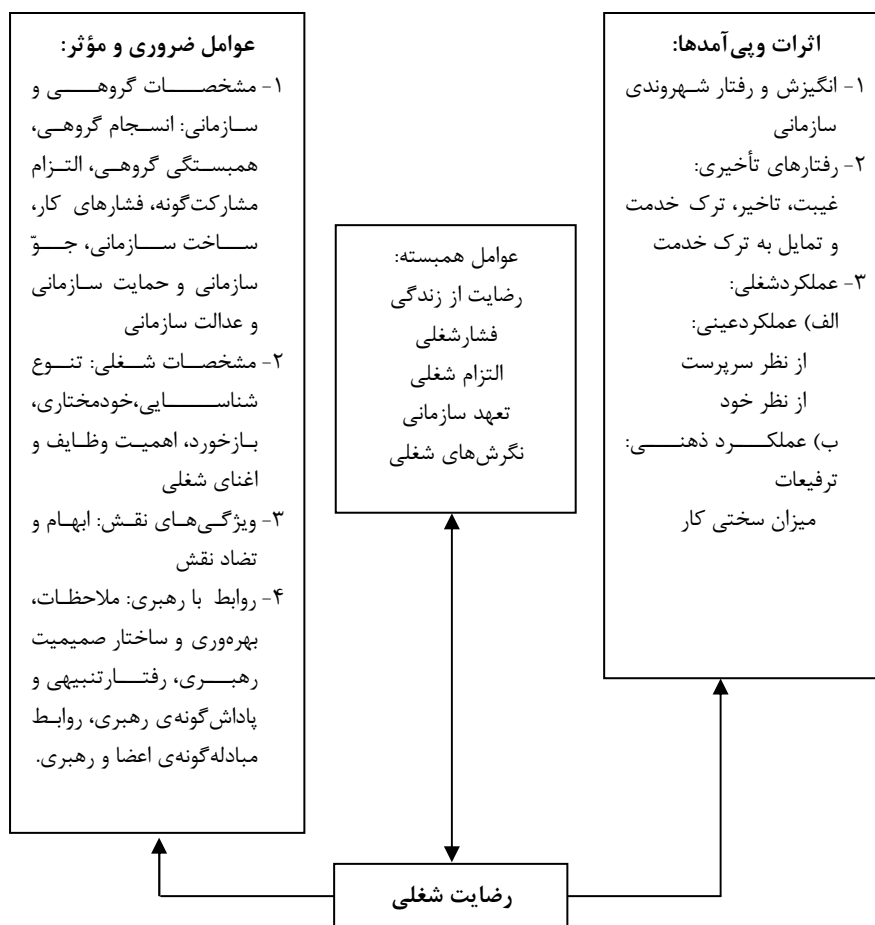 اثرات وپی‌آمدها:
۱- انگیزش و رفتار شهروندی
سازمانی
۲- رفتارهای تأخیری:
غیبت، تاخیر، ترک خدمت
و تمایل به ترک خدمت
۳- عملکردشغلی:
الف) عملکردعینی:
از نظر سرپرست
از نظر خود
ب) عملکرد ذهنی:
ترفیعات
میزان سختی کار
عوامل همبسته:
رضایت از زندگی
فشارشغلی
التزام شغلی
تعهد سازمانی
نگرش‌های شغلی
عوامل ضروری و مؤثر:
۱- مشخصات گروهی و
سازمانی: انسجام گروهی،
همبستگی گروهی، التزام
مشارکت‌گونه، فشارهای کار،
ساخت سازمانی، جوّ
سازمانی و حمایت سازمانی
و عدالت سازمانی
۲- مشخصات شغلی: تنوع
شناسایی،خودمختاری،
بازخورد، اهمیت وظایف و
اغنای شغلی
۳- ویژگی‌های نقش: ابهام و
تضاد نقش
۴- روابط با رهبری: ملاحظات،
بهره‌وری و ساختار صمیمیت
رهبری، رفتارتنبیهی و
پاداش‌گونه‌ی رهبری، روابط
مبادله‌گونه‌ی اعضا و رهبری.
رضایت شغلی